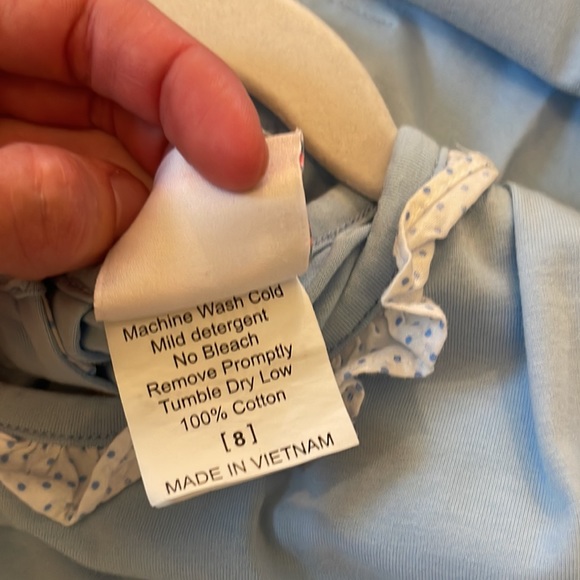 Machine Wash Cold
Mild detergent
No Bleach
Remove Promptly
Tumble Dry Low
100% Cotton
[8]
MADE IN VIETNAM